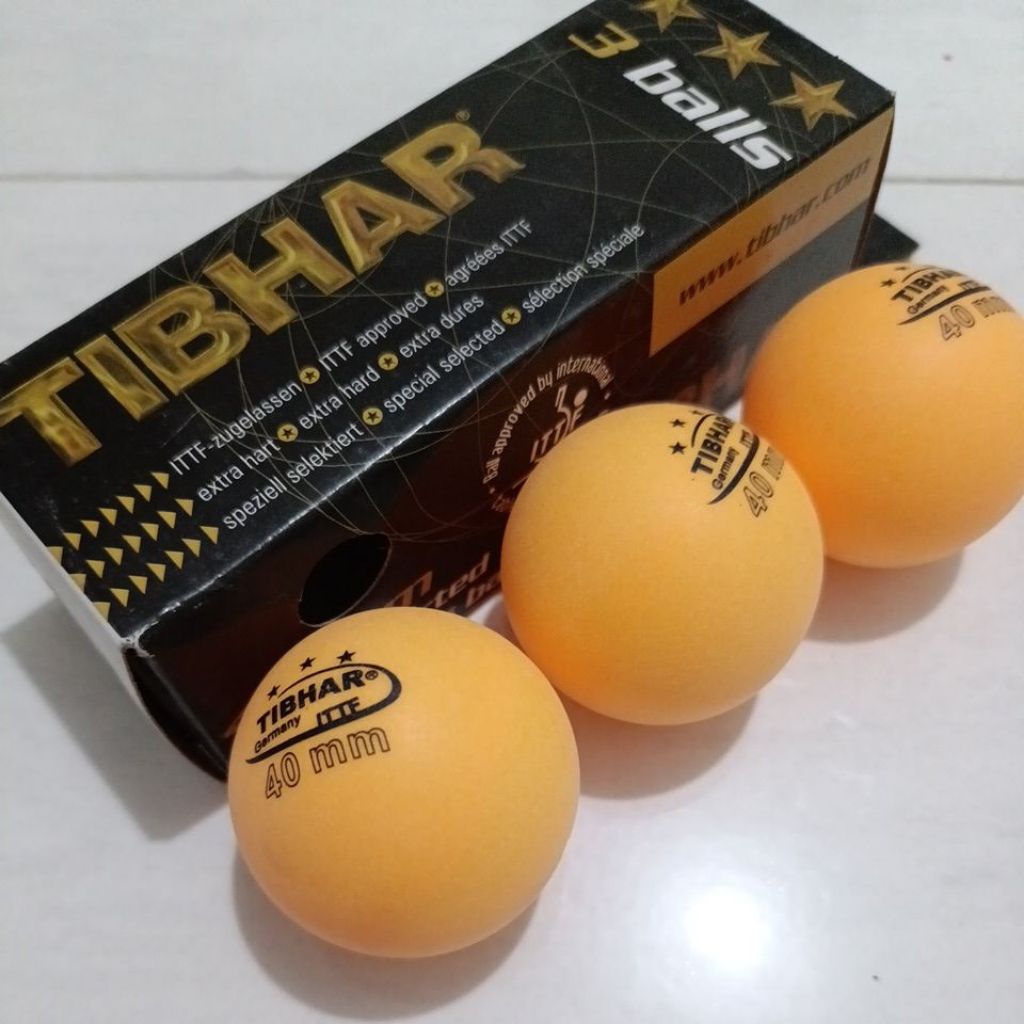 3 balls
TIBHAR®
ITTF-zugelassen ITTF approved agréées ITTF
extra hart extra hard extra dures
speziell selektiert special selected sélection spéciale
www.tibhar.com
Ball approved by international
ITTF
TIBHAR
Germany
40 mm
TIBHAR
Germany
40 mm
TIBHAR®
Germany ITTF
40 mm